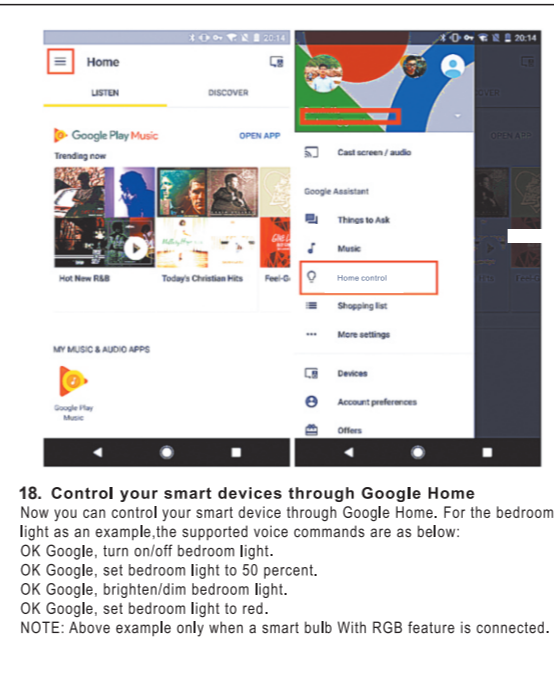 20:14
Home
LISTEN
DISCOVER
Google Play Music
OPEN APP
Trending now
Hot New R&B
Today's Christian Hits
Feel-G
MY MUSIC & AUDIO APPS
Google Play
Music
20:14
Cast screen / audio
Google Assistant
Things to Ask
Music
Home control
Shopping list
More settings
Devices
Account preferences
Offers
18. Control your smart devices through Google Home
Now you can control your smart device through Google Home. For the bedroom
light as an example,the supported voice commands are as below:
OK Google, turn on/off bedroom light.
OK Google, set bedroom light to 50 percent.
OK Google, brighten/dim bedroom light.
OK Google, set bedroom light to red.
NOTE: Above example only when a smart bulb With RGB feature is connected.